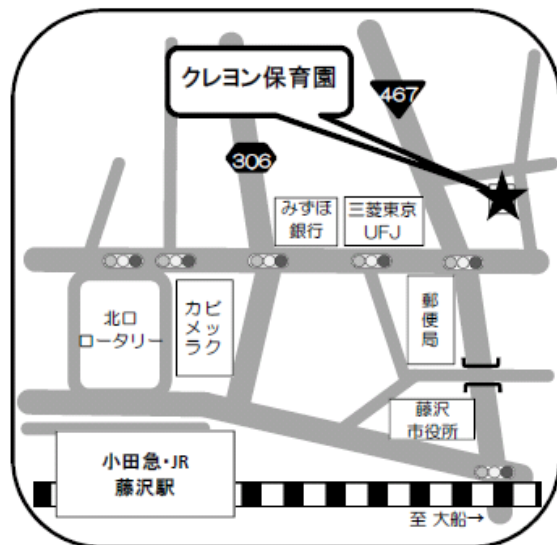 クレヨン保育園
467
306
みずほ
銀行
三菱東京
UFJ
北口
ロータリー
ビック
カメラ
郵便局
藤沢
市役所
小田急・JR
藤沢駅
至 大船→